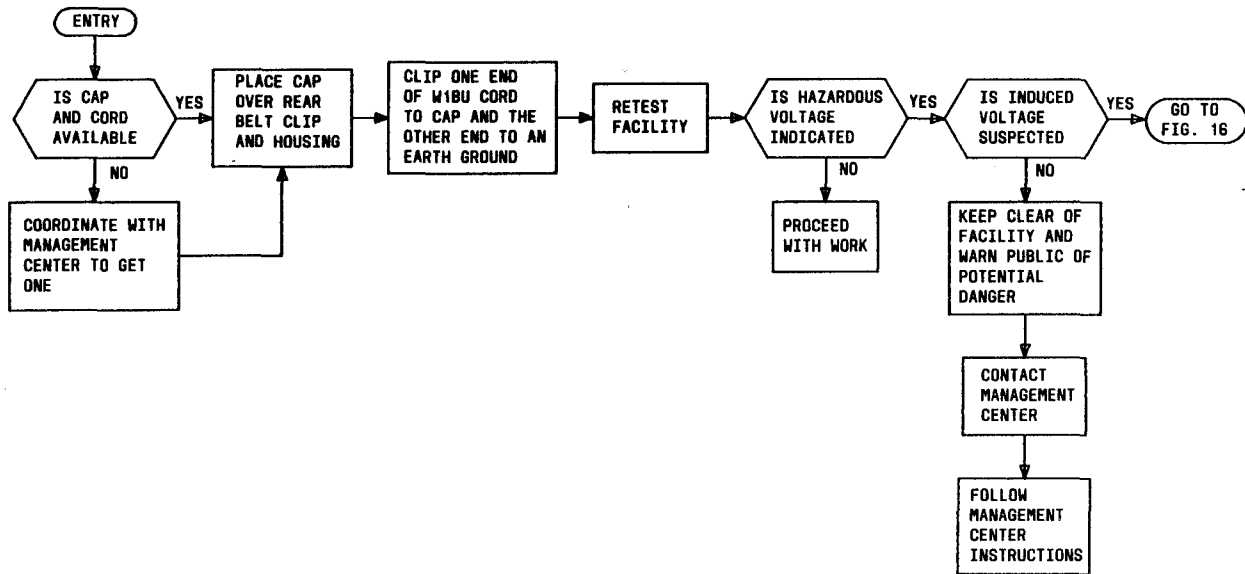 ENTRY
IS CAP
AND CORD
AVAILABLE
YES
NO
COORDINATE WITH
MANAGEMENT
CENTER TO GET
ONE
PLACE CAP
OVER REAR
BELT CLIP
AND HOUSING
CLIP ONE END
OF W1BU CORD
TO CAP AND THE
OTHER END TO AN
EARTH GROUND
RETEST
FACILITY
IS HAZARDOUS
VOLTAGE
INDICATED
YES
NO
PROCEED
WITH WORK
IS INDUCED
VOLTAGE
SUSPECTED
YES
GO TO
FIG. 16
NO
KEEP CLEAR OF
FACILITY AND
WARN PUBLIC OF
POTENTIAL
DANGER
CONTACT
MANAGEMENT
CENTER
FOLLOW
MANAGEMENT
CENTER
INSTRUCTIONS